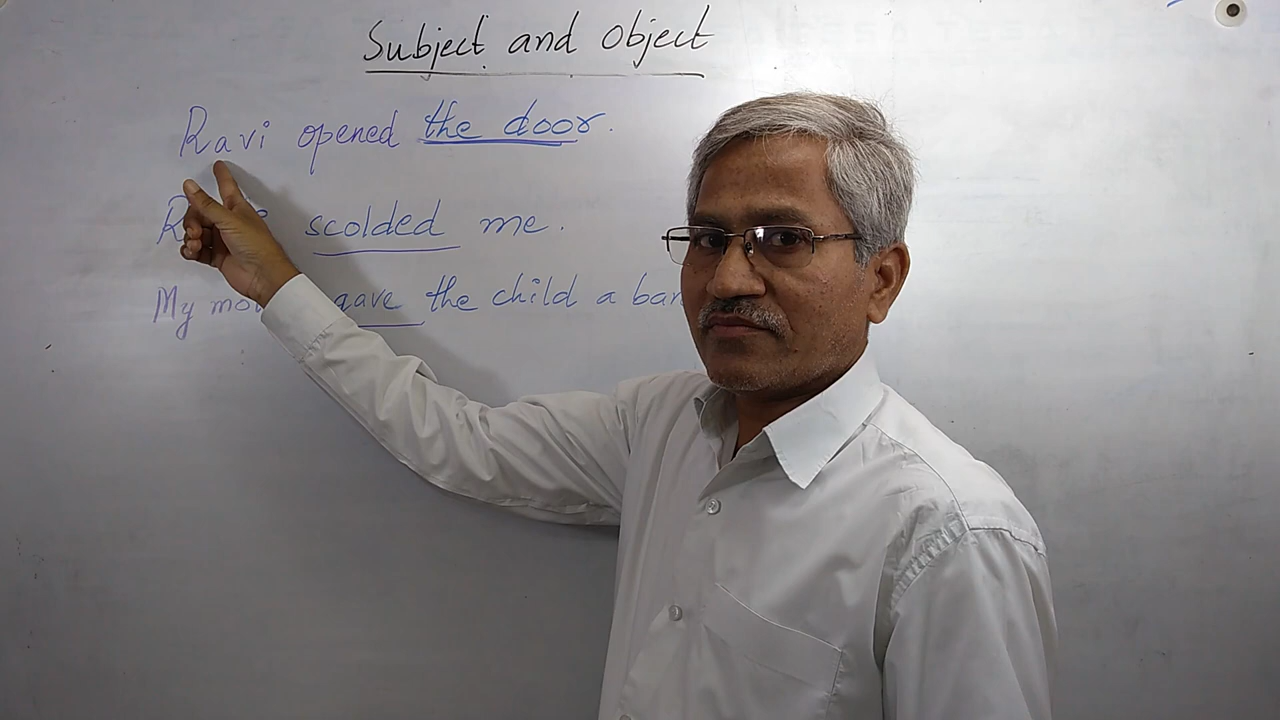 Subject and Object
Ravi opened the door.
scolded me.
My gave the child a